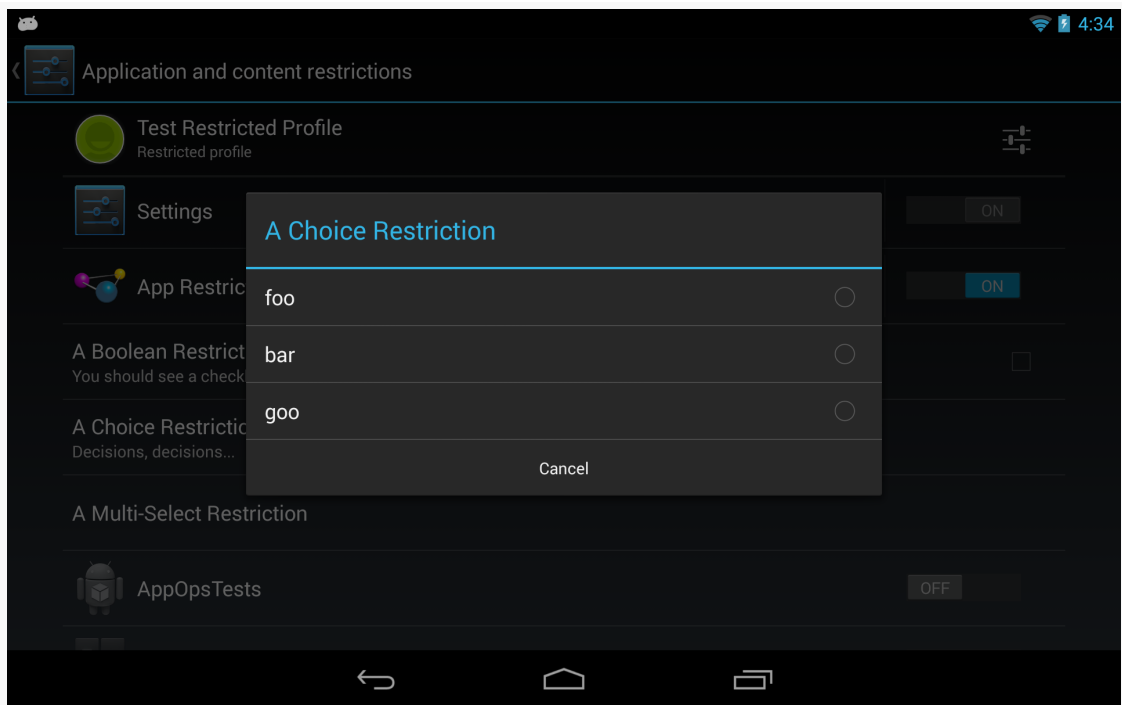 4:34
Application and content restrictions
Test Restricted Profile
Restricted profile
Settings
ON
A Choice Restriction
App Restric
ON
foo
A Boolean Restrict
You should see a check
bar
A Choice Restrictio
Decisions, decisions...
goo
Cancel
A Multi-Select Restriction
AppOpsTests
OFF